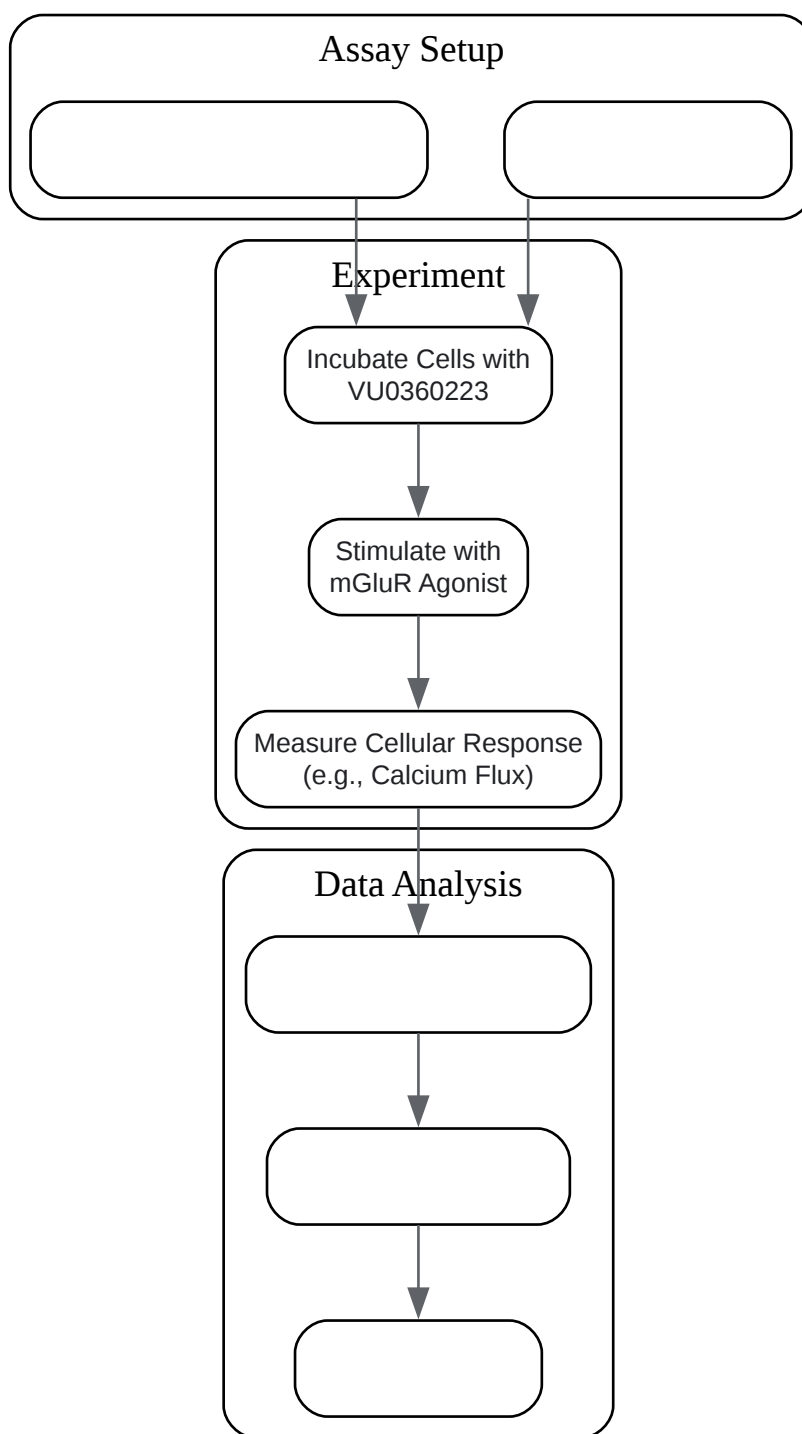 Assay Setup
Experiment
Incubate Cells with
VU0360223
Stimulate with
mGluR Agonist
Measure Cellular Response
(e.g., Calcium Flux)
Data Analysis